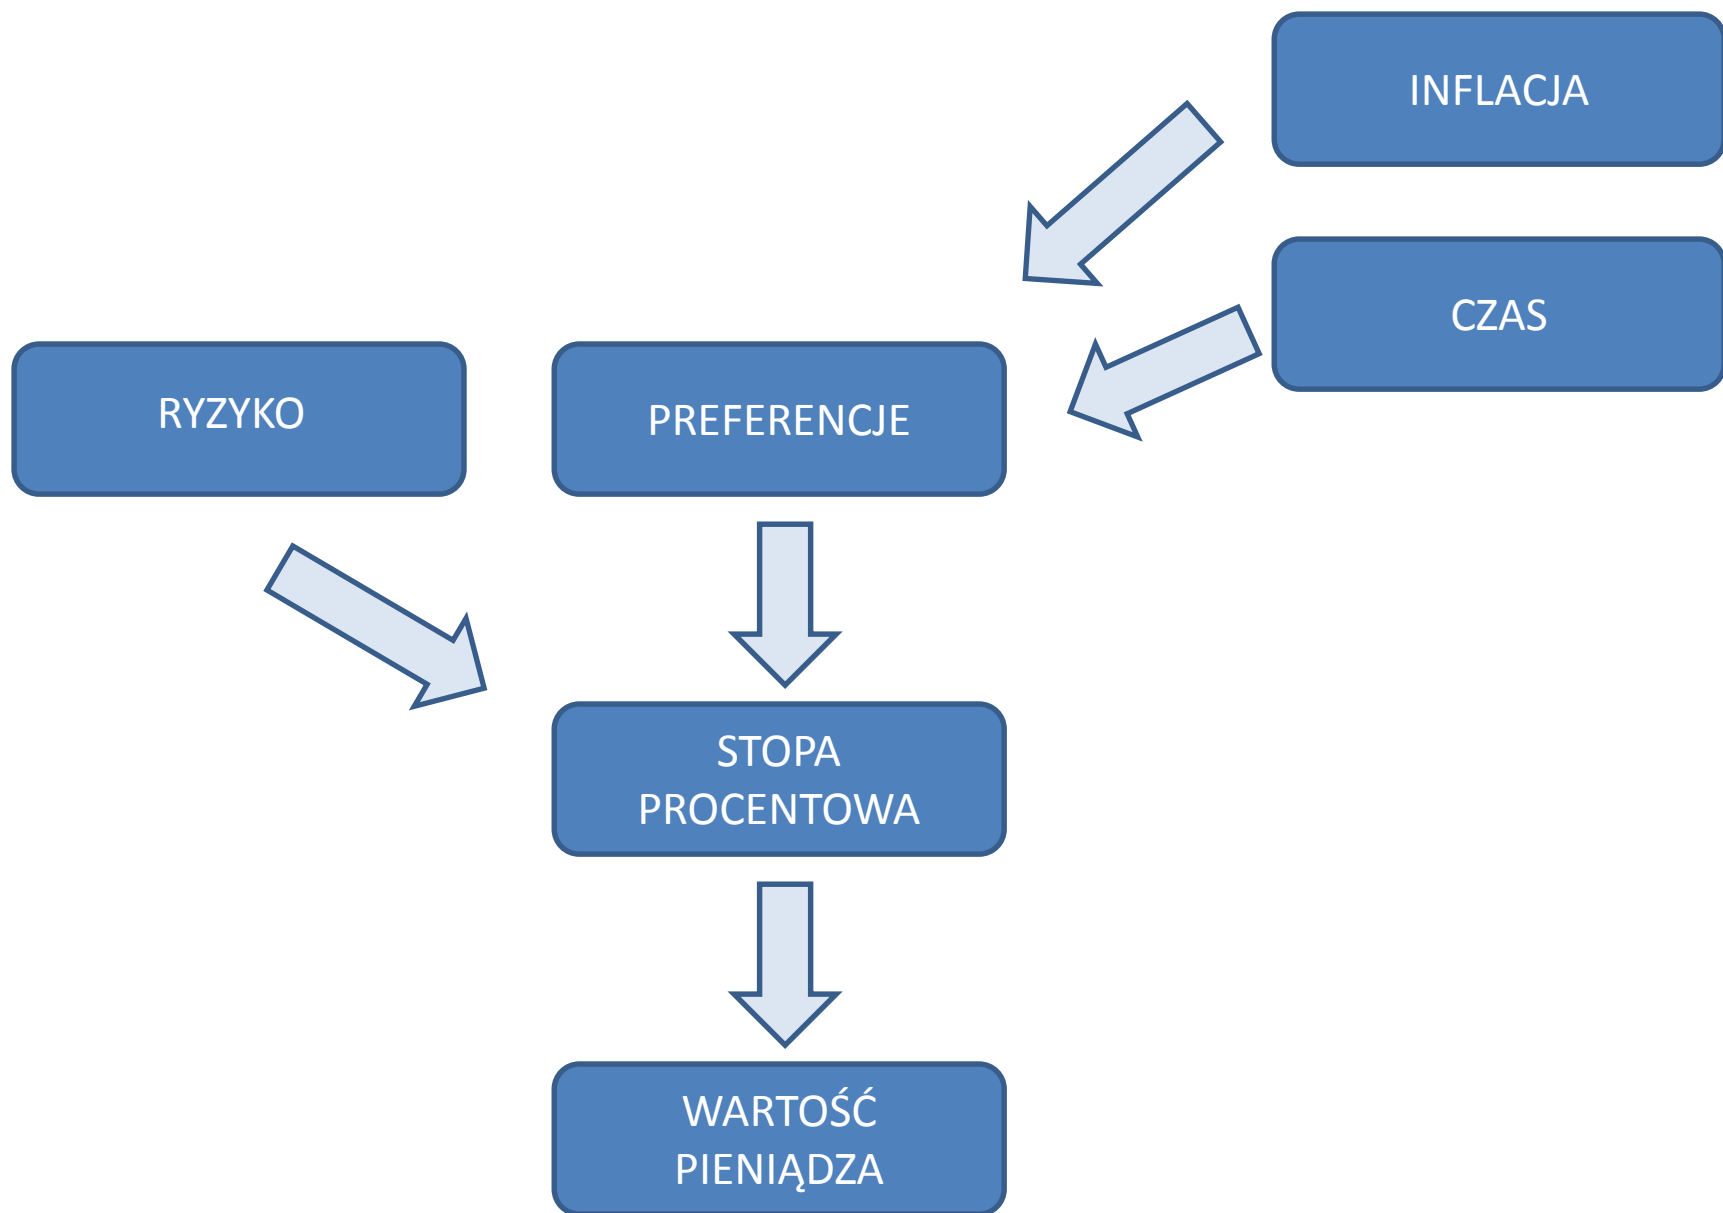 INFLACJA
CZAS
RYZYKO
PREFERENCJE
STOPA
PROCENTOWA
WARTOŚĆ
PIENIĄDZA